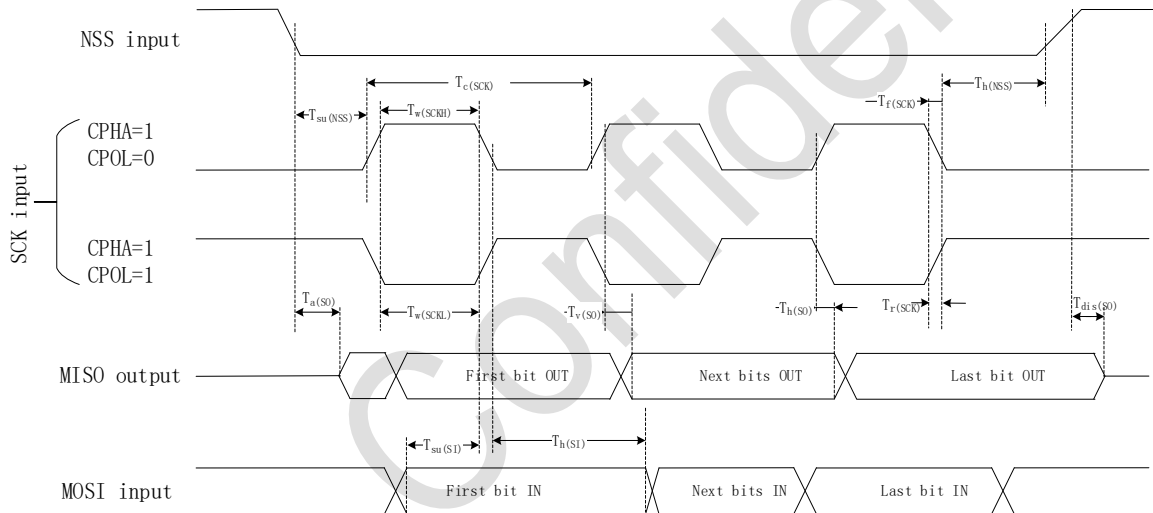 NSS input
Tc(SCK)
Th(NSS)
Tsu(NSS)
Tw(SCKH)
Tf(SCK)
SCK input
CPHA=1
CPOL=0
CPHA=1
CPOL=1
Ta(SO)
Tw(SCKL)
Tv(SO)
Th(SO)
Tr(SCK)
Tdis(SO)
MISO output
First bit OUT
Next bits OUT
Last bit OUT
Tsu(SI)
Th(SI)
MOSI input
First bit IN
Next bits IN
Last bit IN